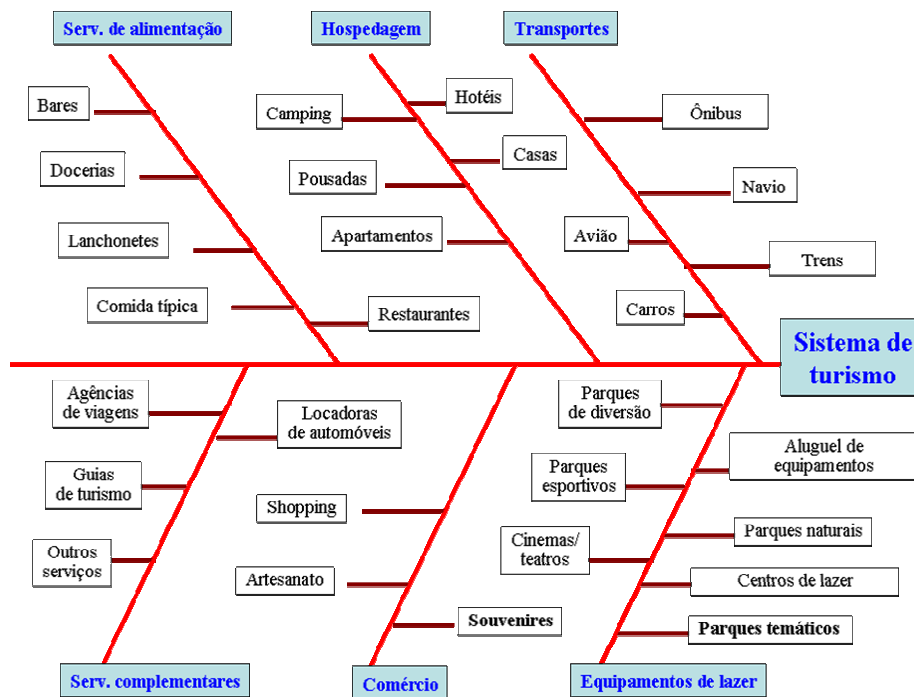 Serv. de alimentação
Hospedagem
Transportes
Bares
Docerias
Lanchonetes
Comida típica
Restaurantes
Camping
Hotéis
Casas
Pousadas
Apartamentos
Ônibus
Navio
Avião
Trens
Carros
Sistema de
turismo
Agências
de viagens
Locadoras
de automóveis
Guias
de turismo
Outros
serviços
Shopping
Artesanato
Souvenires
Parques
de diversão
Aluguel de
equipamentos
Parques
esportivos
Parques naturais
Cinemas/
teatros
Centros de lazer
Parques temáticos
Serv. complementares
Comércio
Equipamentos de lazer